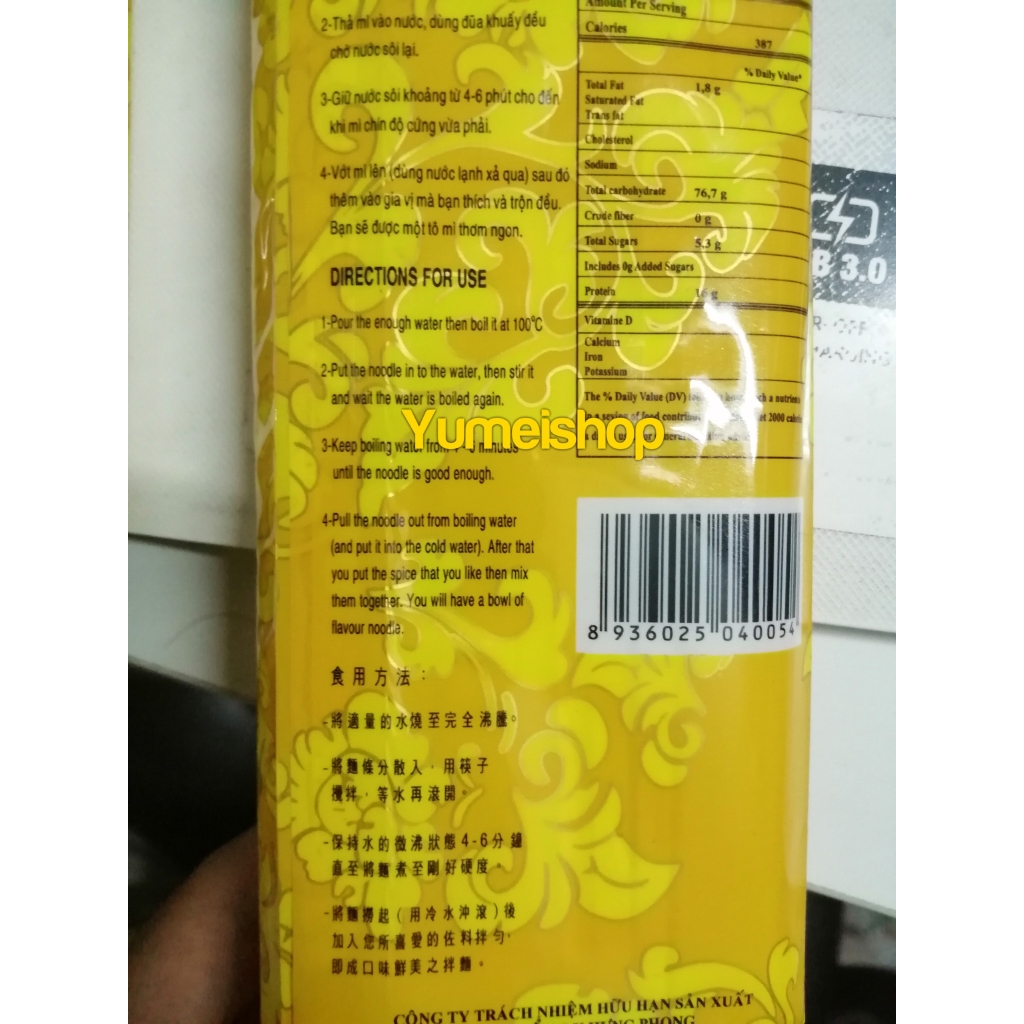 2-Thả mì vào nước, dùng đũa khuấy đều
chờ nước sôi lại.
3-Giữ nước sôi khoảng từ 4-6 phút cho đến
khi mì chín độ cứng vừa phải.
4-Vớt mì lên (dùng nước lạnh xả qua) sau đó
thêm vào gia vị mà bạn thích và trộn đều.
Bạn sẽ được một tô mì thơm ngon.
DIRECTIONS FOR USE
1-Pour the enough water then boil it at 100°C
2-Put the noodle in to the water, then stir it
and wait the water is boiled again.
3-Keep boiling water from minutes
until the noodle is good enough.
4-Pull the noodle out from boiling water
(and put it into the cold water). After that
you put the spice that you like then mix
them together. You will have a bowl of
flavour noodle.
食用方法：
-將適量的水燒至完全沸騰。
-將麵條分散入，用筷子
攪拌，等水再滾開。
-保持水的微沸狀態4-6分鐘
直至將麵煮至剛好硬度。
-將麵撈起(用冷水沖滾)後
加入您所喜愛的佐料拌勻，
即成口味鮮美之拌麵。
Amount Per Serving
Calories
387
% Daily Value*
Total Fat 1,8 g
Saturated Fat
Trans fat
Cholesterol
Sodium
Total carbohydrate 76,7 g
Crude fiber 0 g
Total Sugars 5,3 g
Includes 0g Added Sugars
Protein g
Vitamine D
Calcium
Iron
Potassium
The % Daily Value (DV) a nutrient
of food 2000
8 936025 040054
CÔNG TY TRÁCH NHIỆM HỮU HẠN SẢN XUẤT
PHONG
Yumeishop
3.0